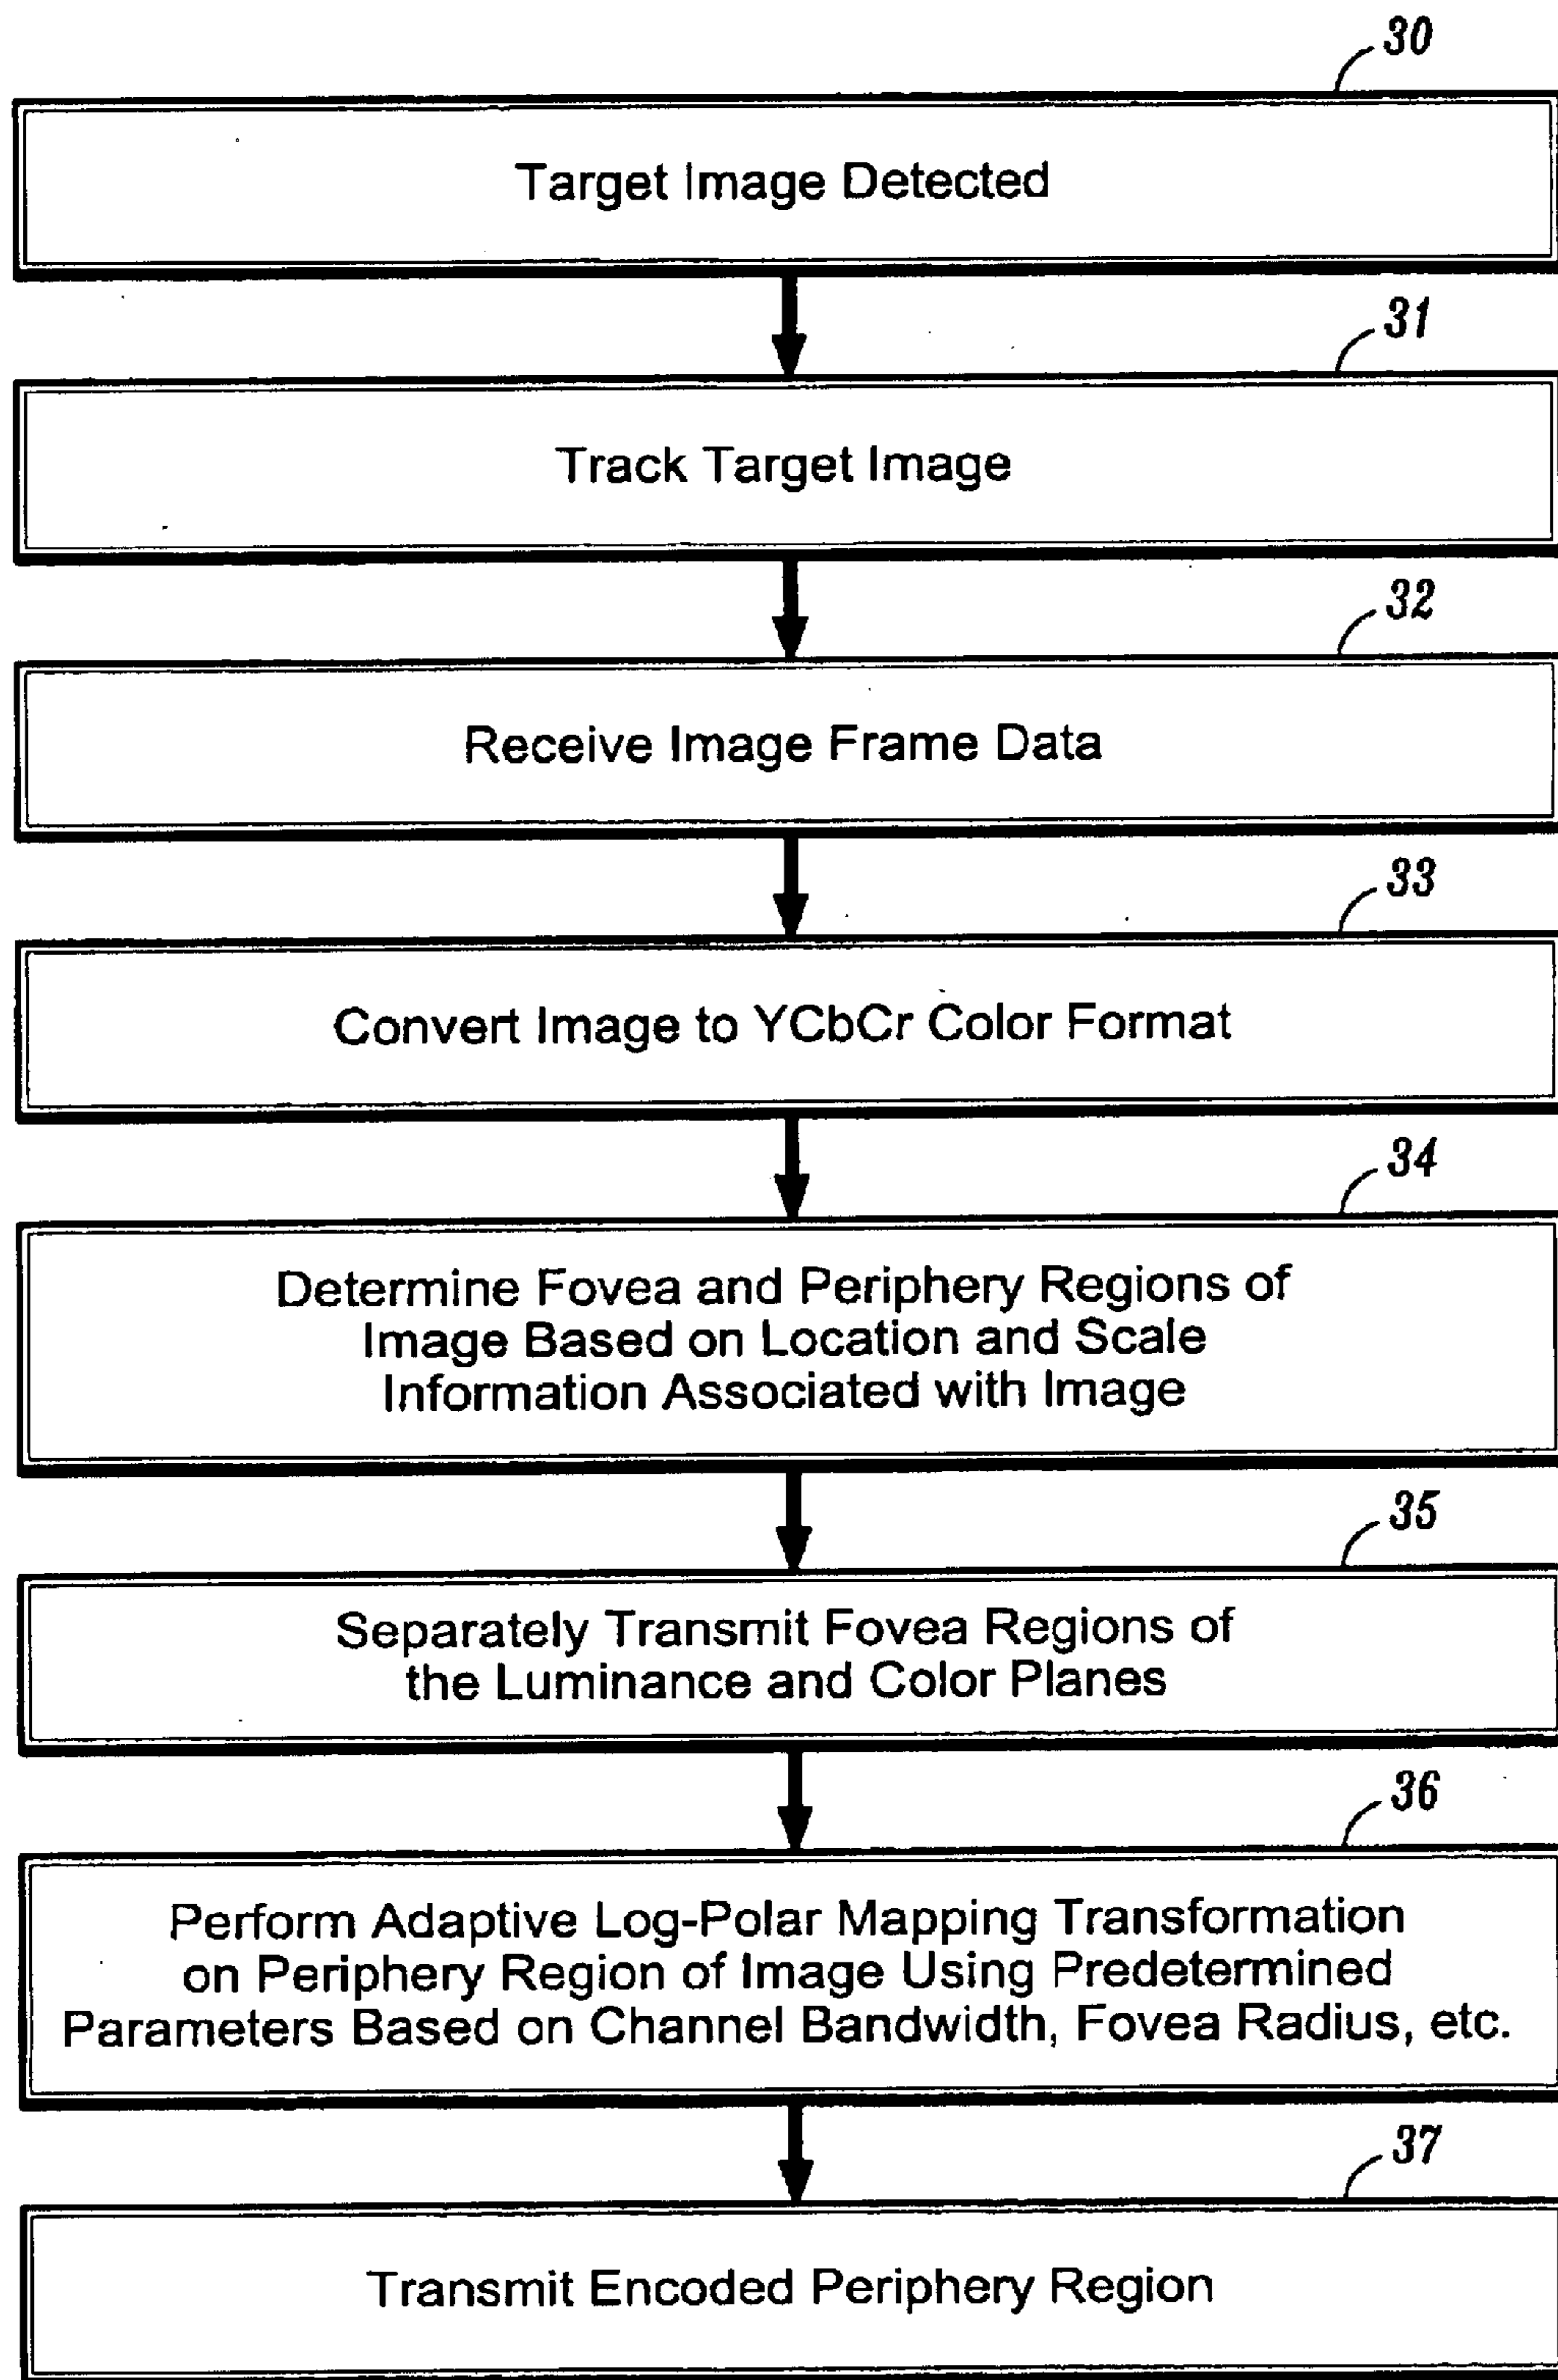 30
Target Image Detected
31
Track Target Image
32
Receive Image Frame Data
33
Convert Image to YCbCr Color Format
34
Determine Fovea and Periphery Regions of
Image Based on Location and Scale
Information Associated with Image
35
Separately Transmit Fovea Regions of
the Luminance and Color Planes
36
Perform Adaptive Log-Polar Mapping Transformation
on Periphery Region of Image Using Predetermined
Parameters Based on Channel Bandwidth, Fovea Radius, etc.
37
Transmit Encoded Periphery Region